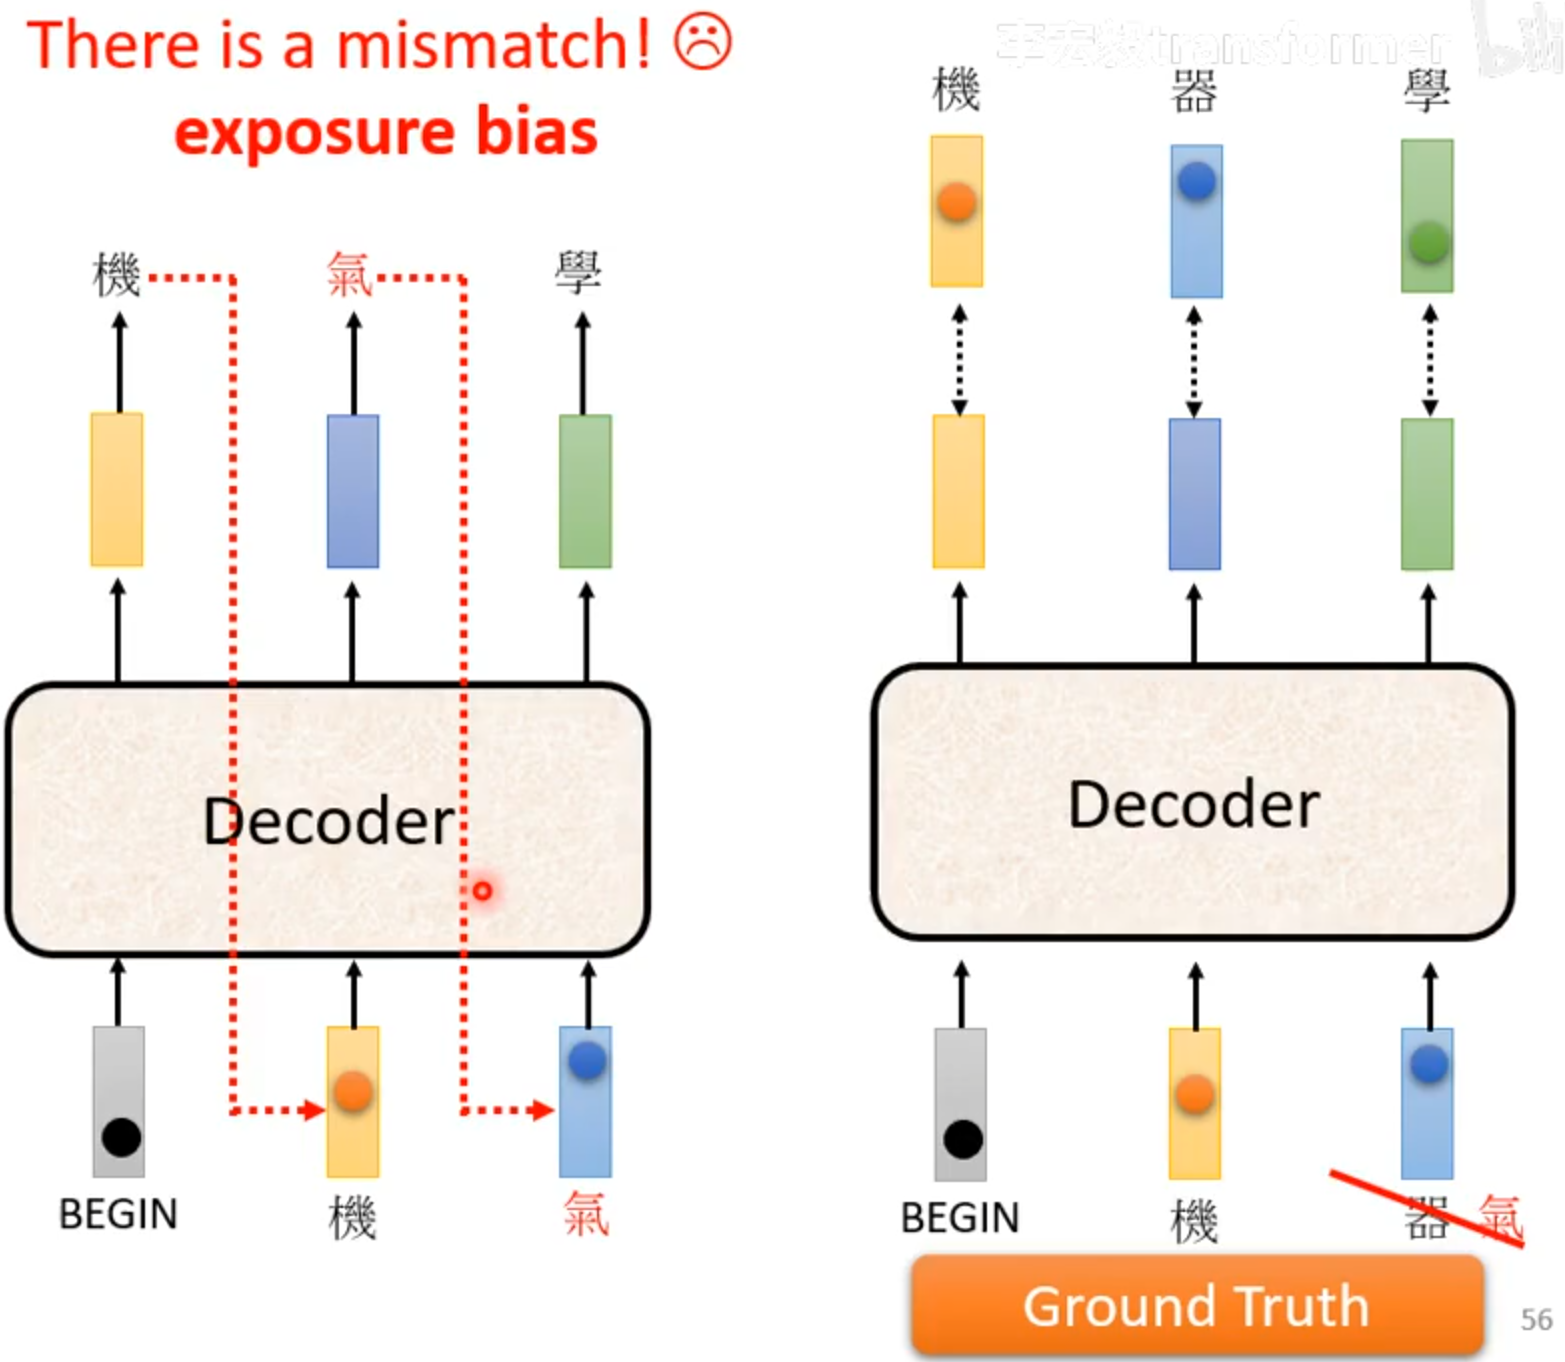 There is a mismatch! ☹
exposure bias
機 氣 學
Decoder
BEGIN 機 氣
李宏毅transformer
機 器 學
Decoder
BEGIN 機 器 氣
Ground Truth
56